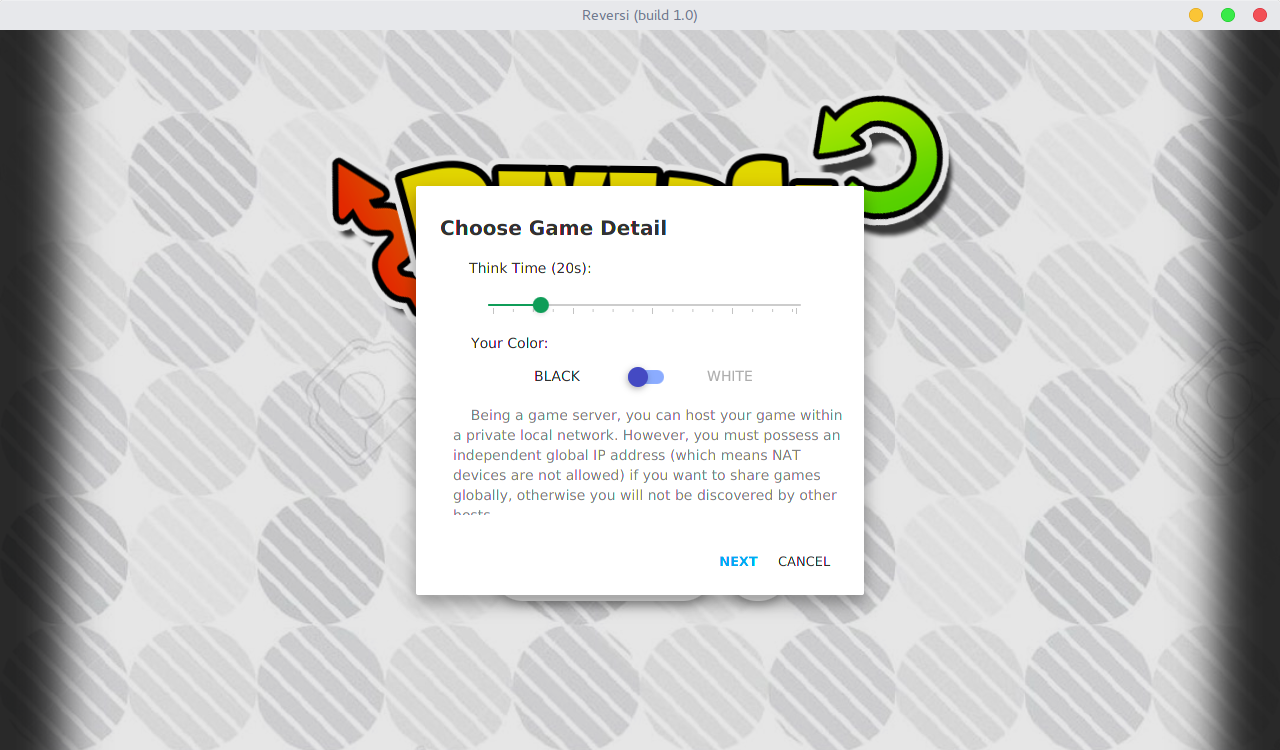 Reversi (build 1.0)
Choose Game Detail
Think Time (20s):
Your Color:
BLACK WHITE
Being a game server, you can host your game within
a private local network. However, you must possess an
independent global IP address (which means NAT
devices are not allowed) if you want to share games
globally, otherwise you will not be discovered by other
hosts.
NEXT CANCEL